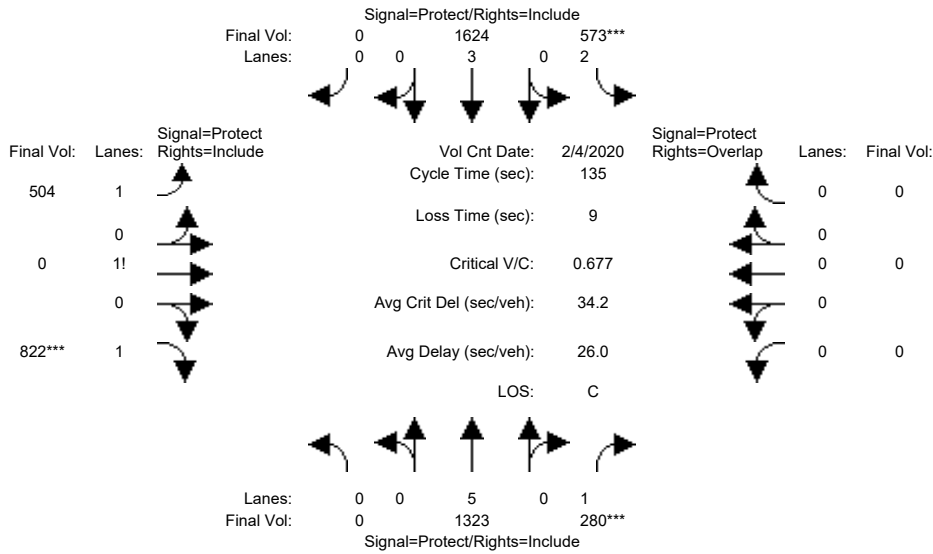 Signal=Protect/Rights=Include
Final Vol: 0 1624 573***
Lanes: 0 0 3 0 2
Signal=Protect
Final Vol: Lanes: Rights=Include
Vol Cnt Date: 2/4/2020
Signal=Protect
Rights=Overlap Lanes: Final Vol:
Cycle Time (sec): 135
504 1
0 0
Loss Time (sec): 9
0
0
0 1!
Critical V/C: 0.677
0 0
0
Avg Crit Del (sec/veh): 34.2
0
822*** 1
Avg Delay (sec/veh): 26.0
0 0
LOS: C
Lanes: 0 0 5 0 1
Final Vol: 0 1323 280***
Signal=Protect/Rights=Include